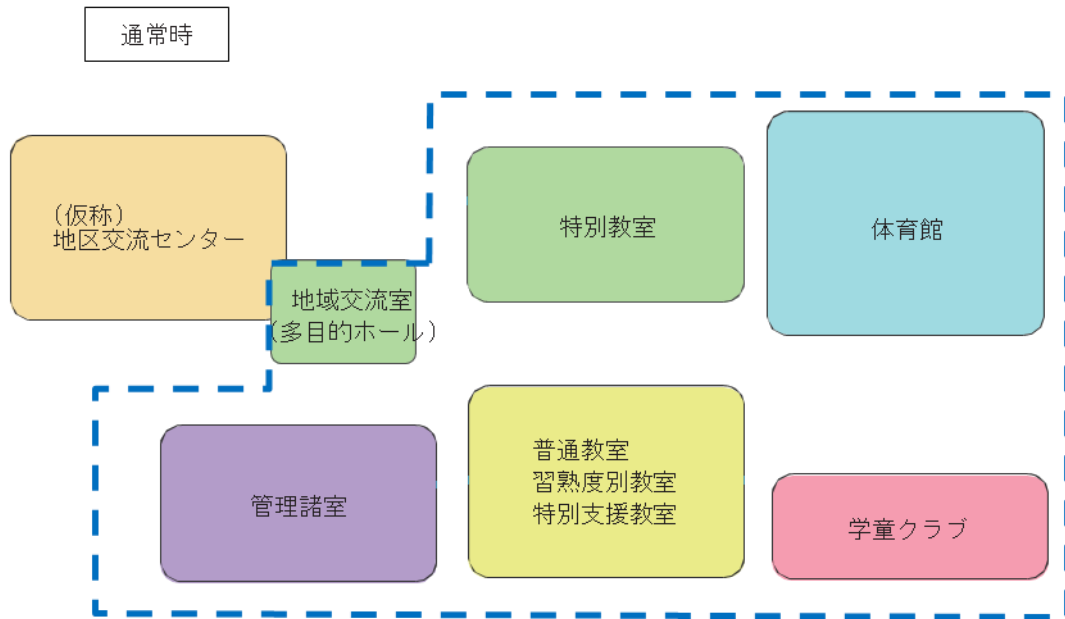 通常時
(仮称)
地区交流センター
地域交流室
(多目的ホール)
特別教室
体育館
管理諸室
普通教室
習熟度別教室
特別支援教室
学童クラブ